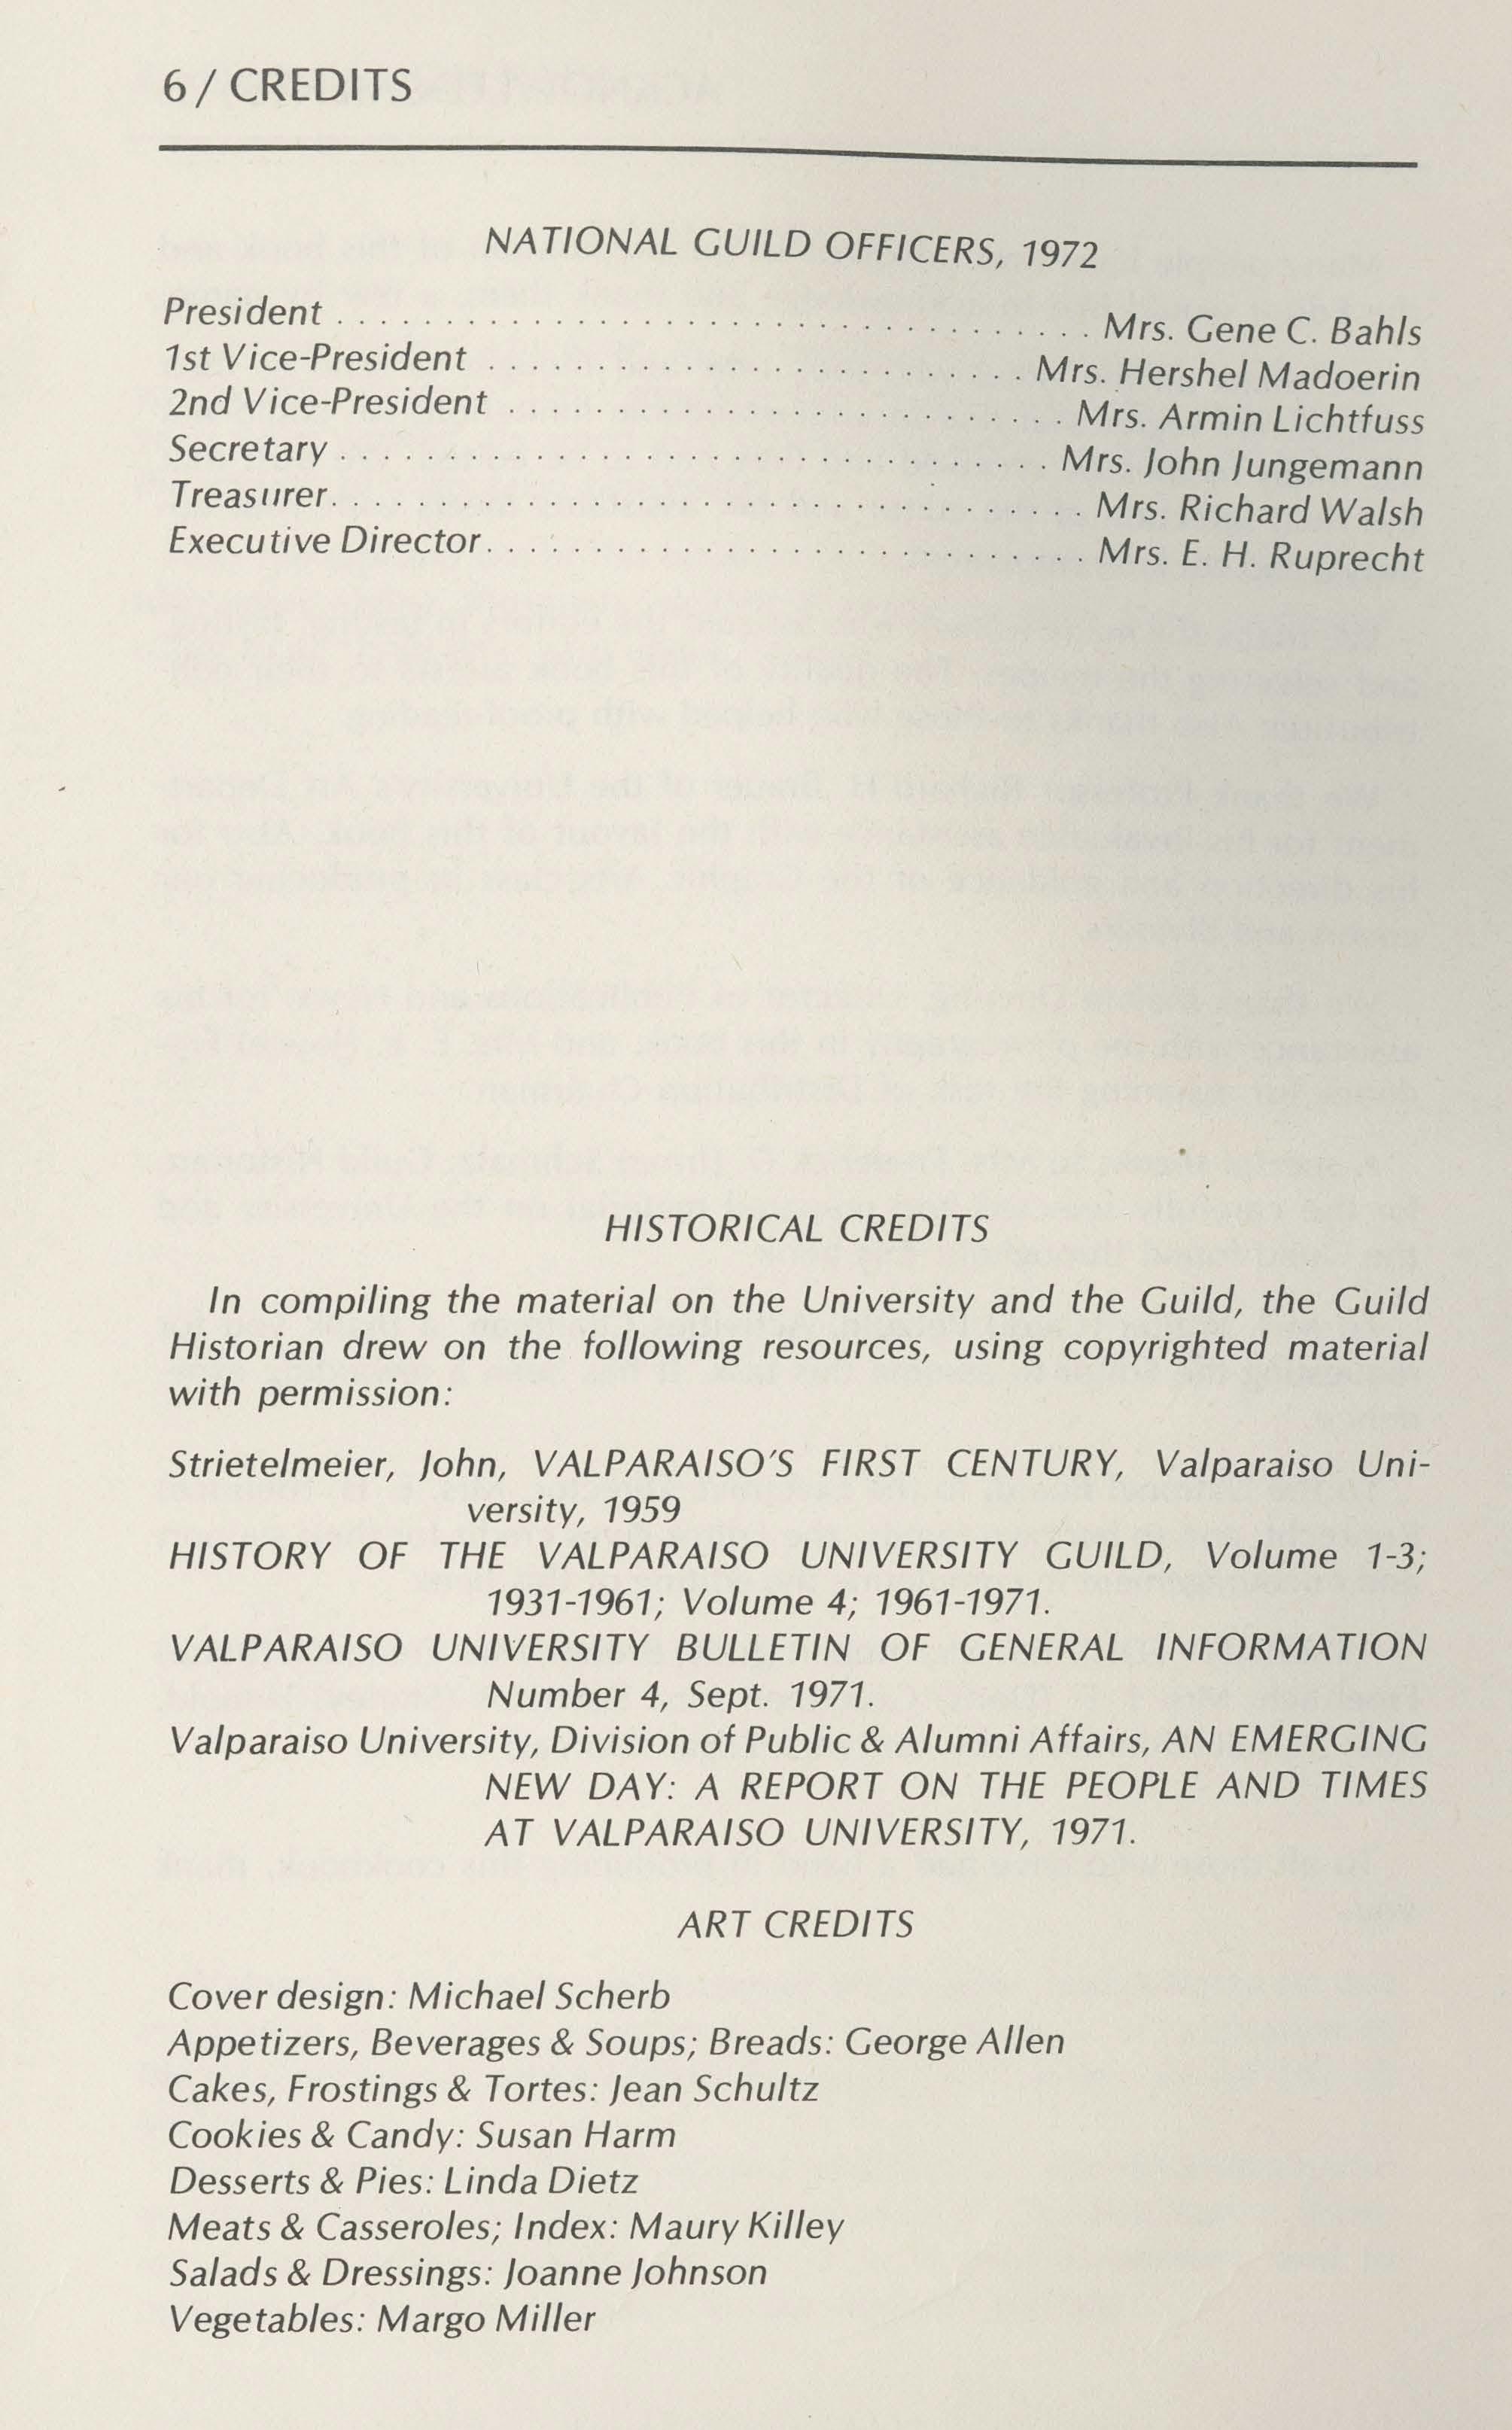 6 / CREDITS
NATIONAL GUILD OFFICERS, 1972
President . . . . . . . . . . . . . . . . . . . . . . . . . . . Mrs. Gene C. Bahls
1st Vice-President . . . . . . . . . . . . . . . . . . . Mrs. Hershel Madoerin
2nd Vice-President . . . . . . . . . . . . . . . . . . . . Mrs. Armin Lichtfuss
Secretary . . . . . . . . . . . . . . . . . . . . . . . . . Mrs. John Jungemann
Treasurer. . . . . . . . . . . . . . . . . . . . . . . . . . . Mrs. Richard Walsh
Executive Director. . . . . . . . . . . . . . . . . . . . . Mrs. E. H. Ruprecht
HISTORICAL CREDITS
In compiling the material on the University and the Guild, the Guild
Historian drew on the following resources, using copyrighted material
with permission:
Strietelmeier, John, VALPARAISO'S FIRST CENTURY, Valparaiso Uni-
versity, 1959
HISTORY OF THE VALPARAISO UNIVERSITY GUILD, Volume 1-3;
1931-1961; Volume 4; 1961-1971.
VALPARAISO UNIVERSITY BULLETIN OF GENERAL INFORMATION
Number 4, Sept. 1971.
Valparaiso University, Division of Public & Alumni Affairs, AN EMERGING
NEW DAY: A REPORT ON THE PEOPLE AND TIMES
AT VALPARAISO UNIVERSITY, 1971.
ART CREDITS
Cover design: Michael Scherb
Appetizers, Beverages & Soups; Breads: George Allen
Cakes, Frostings & Tortes: Jean Schultz
Cookies & Candy: Susan Harm
Desserts & Pies: Linda Dietz
Meats & Casseroles; Index: Maury Killey
Salads & Dressings: Joanne Johnson
Vegetables: Margo Miller